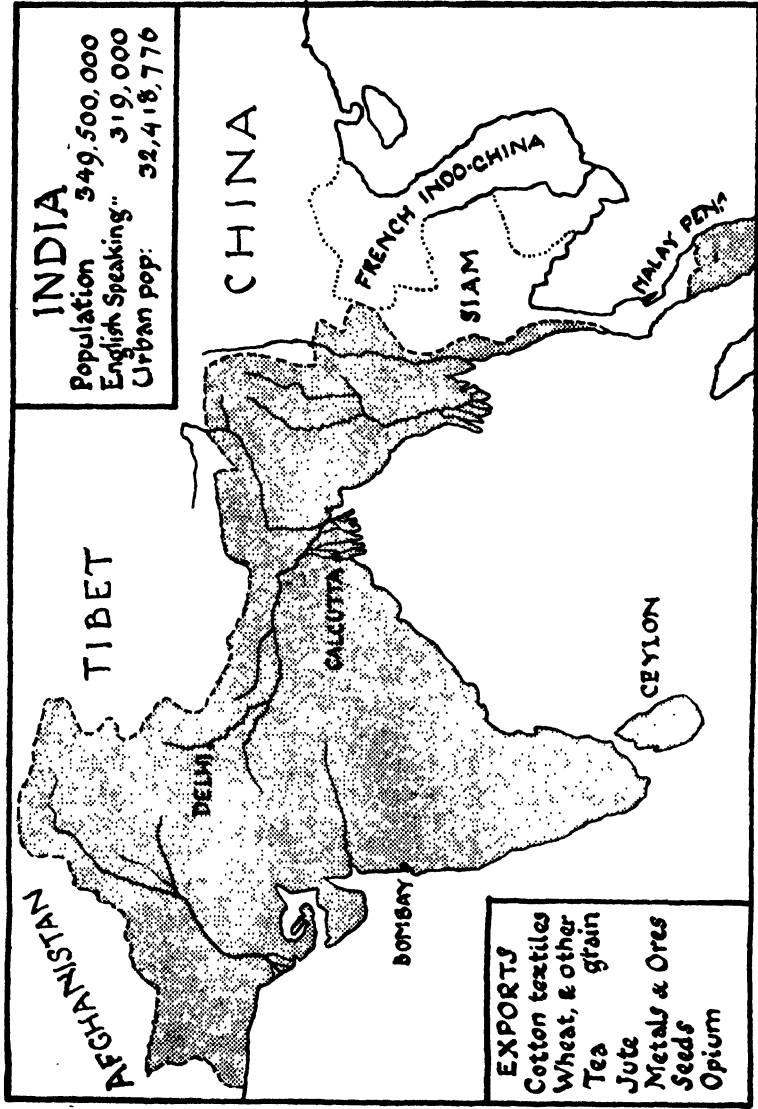 INDIA
Population 349,500,000
English Speaking" 319,000
Urban pop: 32,418,776
AFGHANISTAN
TIBET
CHINA
DELHI
CALCUTTA
BOMBAY
CEYLON
FRENCH INDO-CHINA
SIAM
MALAY PEN.
EXPORTS
Cotton textiles
Wheat, & other
grain
Tea
Jute
Metals & Ores
Seeds
Opium